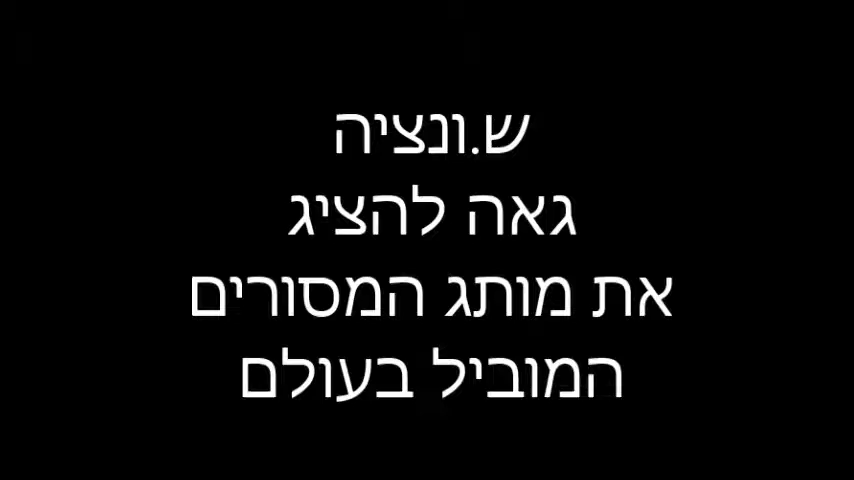 ש.ונציה
גאה להציג
את מותג המסורים
המוביל בעולם